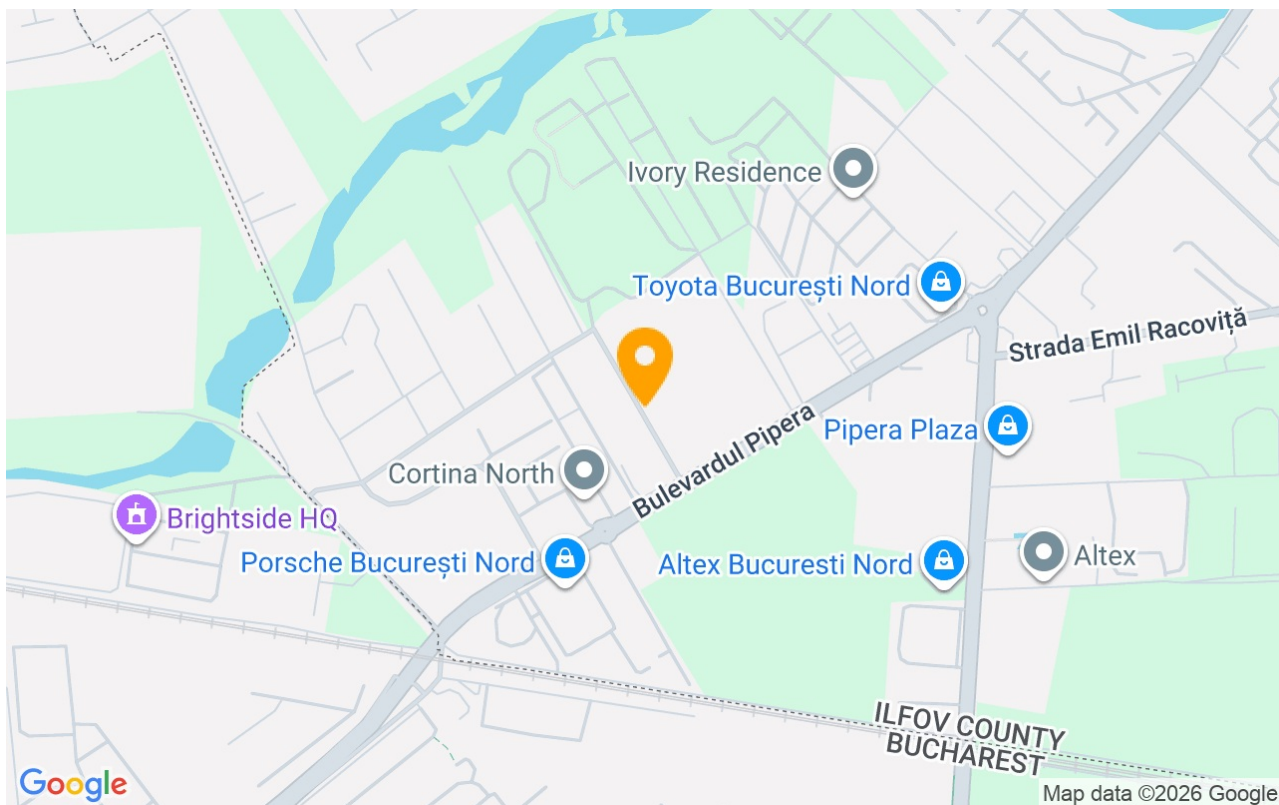 Ivory Residence
Toyota București Nord
Strada Emil Racoviță
Bulevardul Pipera
Pipera Plaza
Cortina North
Brightside HQ
Porsche București Nord
Altex Bucuresti Nord
Altex
ILFOV COUNTY
BUCHAREST
Google
Map data ©2026 Google